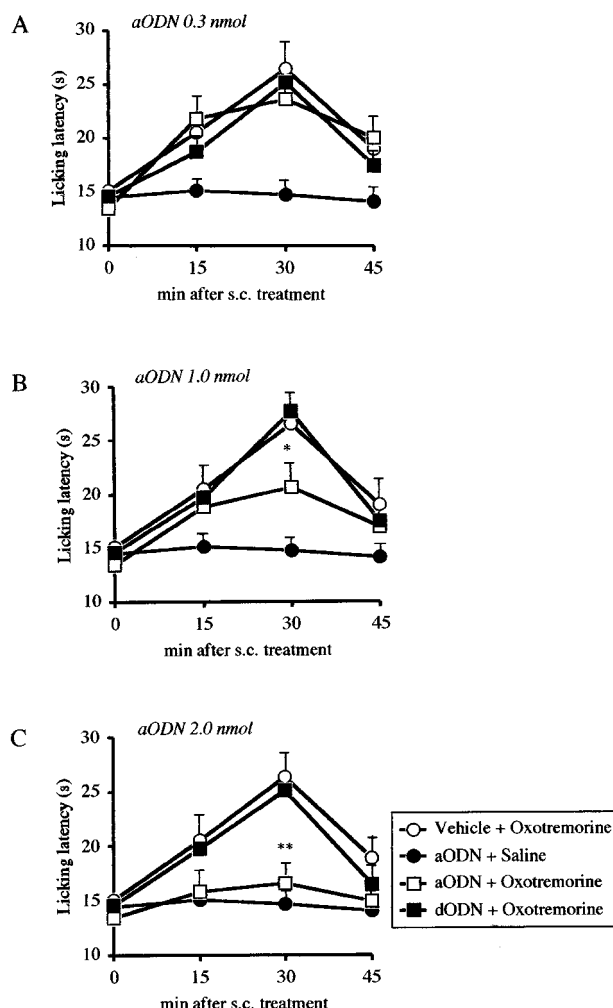 A
aODN 0.3 nmol
Licking latency (s)
30
25
20
15
10
0
15
30
45
min after s.c. treatment
B
aODN 1.0 nmol
Licking latency (s)
30
25
20
15
10
*
0
15
30
45
min after s.c. treatment
C
aODN 2.0 nmol
Licking latency (s)
30
25
20
15
10
**
0
15
30
45
min after s.c. treatment
Vehicle + Oxotremorine
aODN + Saline
aODN + Oxotremorine
dODN + Oxotremorine